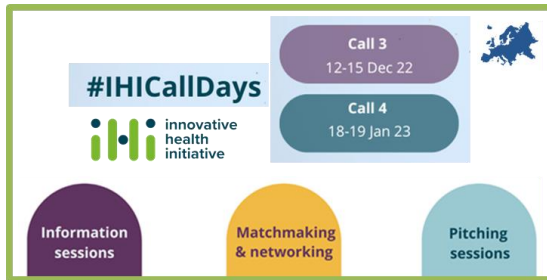 Call 3
12-15 Dec 22
#IHICallDays
Call 4
18-19 Jan 23
ihi
innovative
health
initiative
Information
sessions
Matchmaking
& networking
Pitching
sessions